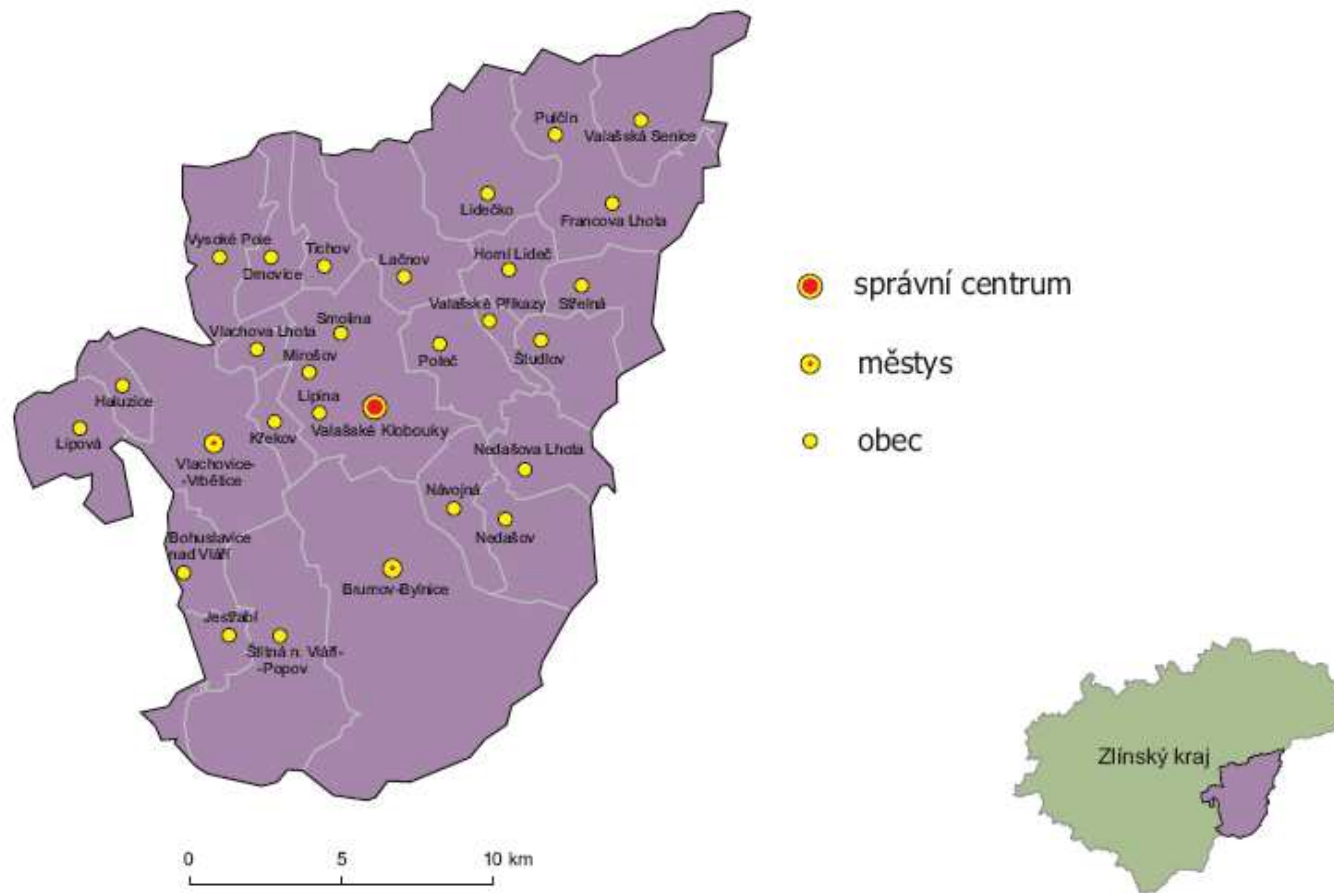 Pulčín
Valašská Senice
Lidečko
Francova Lhota
Vysoké Pole
Drnovice
Tichov
Lačnov
Horní Lideč
Valašské Příkazy
Střelná
Smolina
Vlachova Lhota
Mirošov
Poteč
Študlov
Haluzice
Lipina
Lipová
Křekov
Valašské Klobouky
Vlachovice-
-Vrbětice
Nedašova Lhota
Návojná
Nedašov
Bohuslavice
nad Vláří
Brumov-Bylnice
Jestřabí
Štítná n. Vláří-
-Popov
správní centrum
městys
obec
Zlínský kraj
0 5 10 km